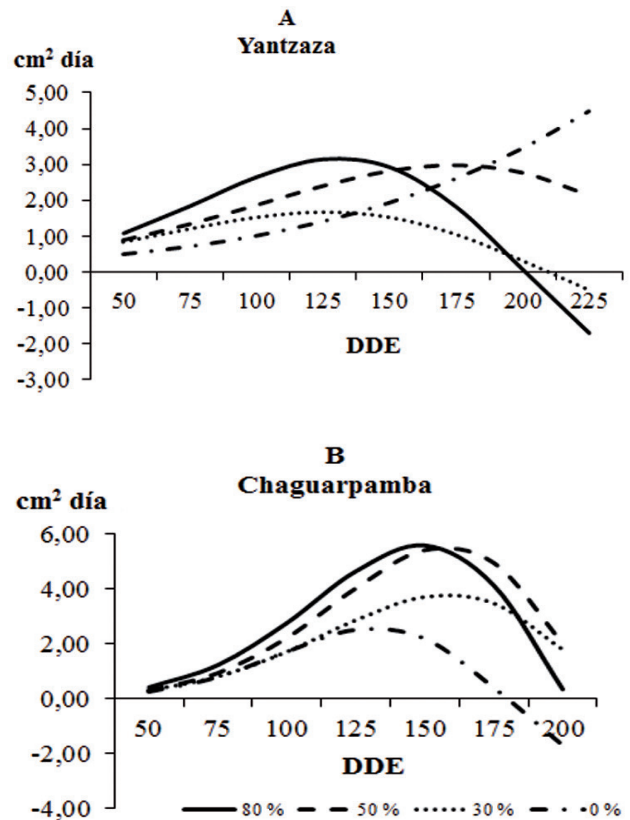 A
Yantzaza
cm² día
5,00
4,00
3,00
2,00
1,00
0,00
-1,00
-2,00
-3,00
50 75 100 125 150 175 200 225
DDE
B
Chaguarpamba
cm² día
6,00
4,00
2,00
0,00
-2,00
-4,00
50 75 100 125 150 175 200
DDE
80 % 50 % 30 % 0 %